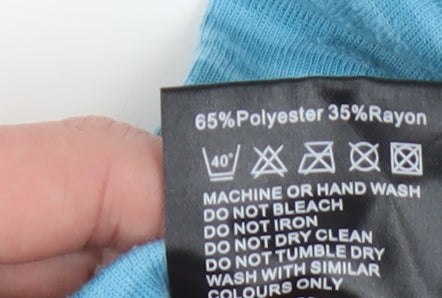 65%Polyester 35%Rayon
40°
MACHINE OR HAND WASH
DO NOT BLEACH
DO NOT IRON
DO NOT DRY CLEAN
DO NOT TUMBLE DRY
WASH WITH SIMILAR
COLOURS ONLY